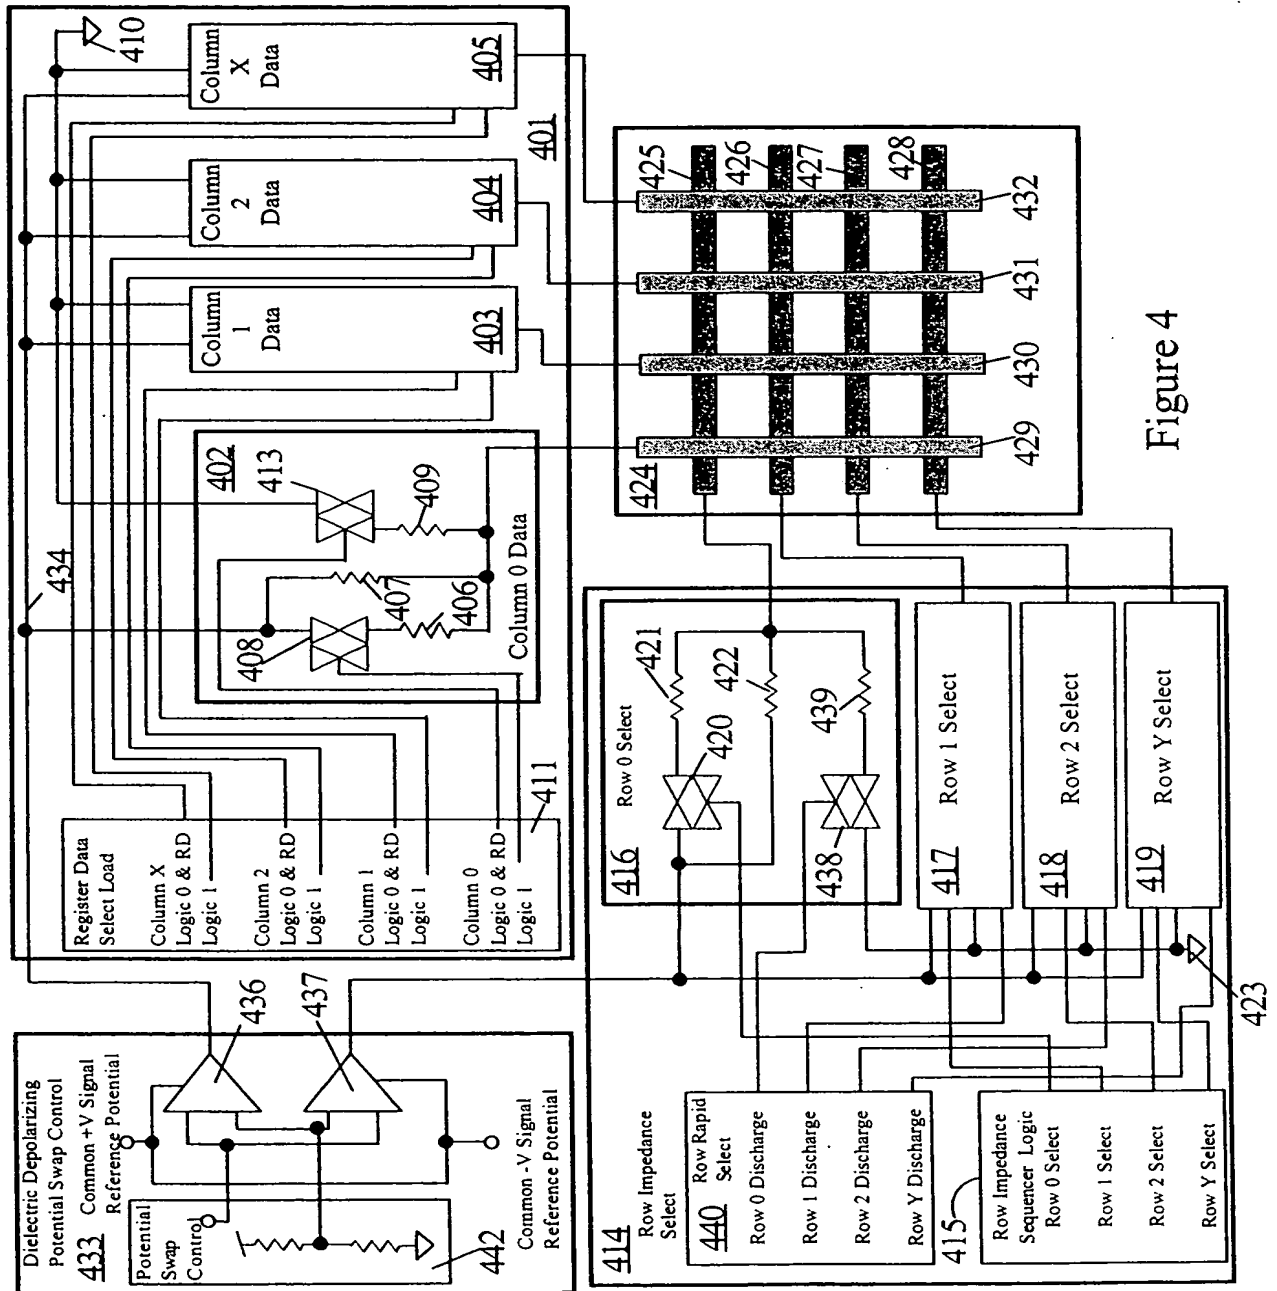 Dielectric Depolarizing
Potential Swap Control
433
Common +V Signal
Reference Potential
Potential
Swap
Control
442
Common -V Signal
Reference Potential
436
437
434
Register Data
Select Load
Column X
Logic 0 & RD
Logic 1
Column 2
Logic 0 & RD
Logic 1
Column 1
Logic 0 & RD
Logic 1
Column 0
Logic 0 & RD
Logic 1
411
402
413
408
409
407
406
Column 0 Data
Column
1
Data
403
Column
2
Data
404
Column
X
Data
405
410
401
414
Row Impedance
Select
440
Row Rapid
Select
Row 0 Discharge
Row 1 Discharge
Row 2 Discharge
Row Y Discharge
415
Row Impedance
Sequencer Logic
Row 0 Select
Row 1 Select
Row 2 Select
Row Y Select
416
Row 0 Select
421
422
420
439
438
417
Row 1 Select
418
Row 2 Select
419
Row Y Select
423
424
425
426
427
428
429
430
431
432
Figure 4